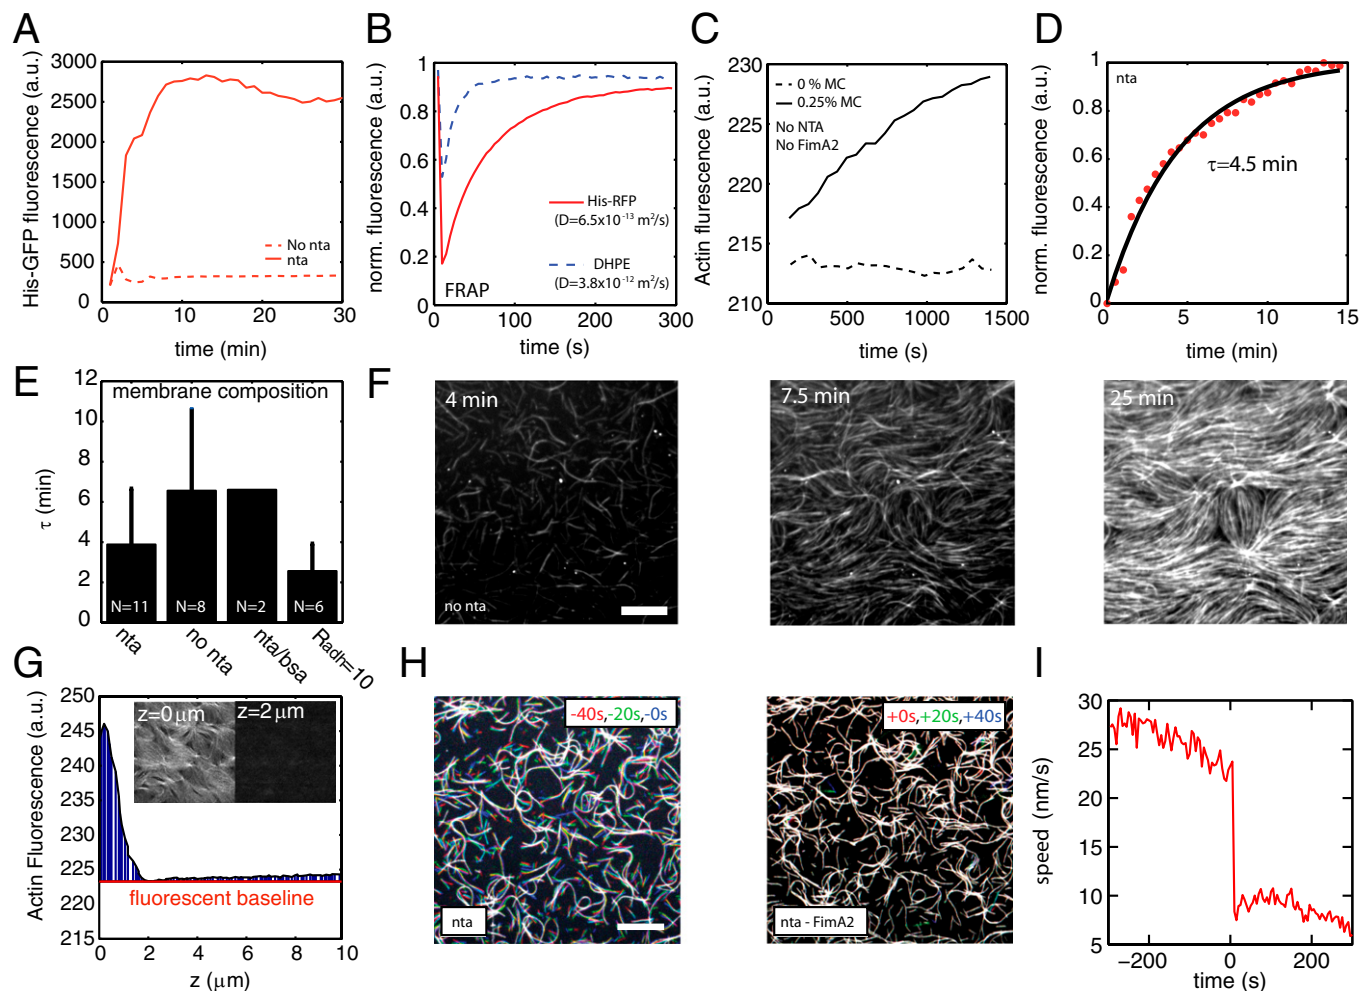 A
His-GFP fluorescence (a.u.)
3000
2500
2000
1500
1000
500
0
No nta
nta
0
10
20
30
time (min)
B
norm. fluorescence (a.u.)
1
0.8
0.6
0.4
0.2
0
His-RFP
(D=6.5x10⁻¹³ m²/s)
DHPE
(D=3.8x10⁻¹² m²/s)
FRAP
0
100
200
300
time (s)
C
Actin flurescence (a.u.)
230
225
220
215
210
0 % MC
0.25% MC
No NTA
No FimA2
0
500
1000
1500
time (s)
D
norm. fluorescence (a.u.)
1
0.8
0.6
0.4
0.2
0
nta
τ=4.5 min
0
5
10
15
time (min)
E
τ (min)
12
10
8
6
4
2
0
membrane composition
N=11
N=8
N=2
N=6
nta
no nta
nta/bsa
Radh=10
F
4 min
no nta
7.5 min
25 min
G
Actin Fluorescence (a.u.)
250
245
240
235
230
225
220
215
z=0 μm
z=2 μm
fluorescent baseline
0
2
4
6
8
10
z (μm)
H
-40s,-20s,-0s
nta
+0s,+20s,+40s
nta - FimA2
I
speed (nm/s)
30
25
20
15
10
5
−200
0
200
time (s)